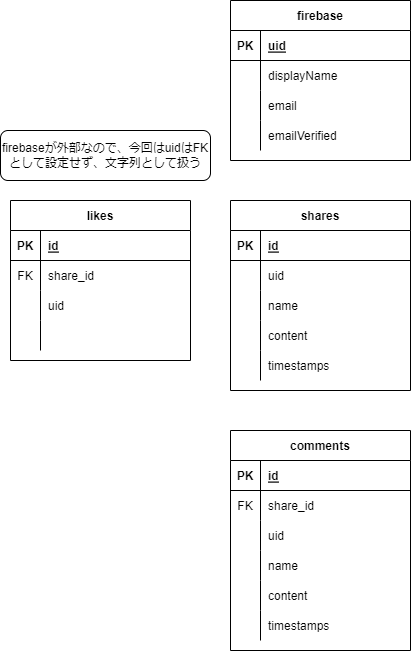 firebase
PK uid
displayName
email
emailVerified
firebaseが外部なので、今回はuidはFK
として設定せず、文字列として扱う
likes
PK id
FK share_id
uid
shares
PK id
uid
name
content
timestamps
comments
PK id
FK share_id
uid
name
content
timestamps